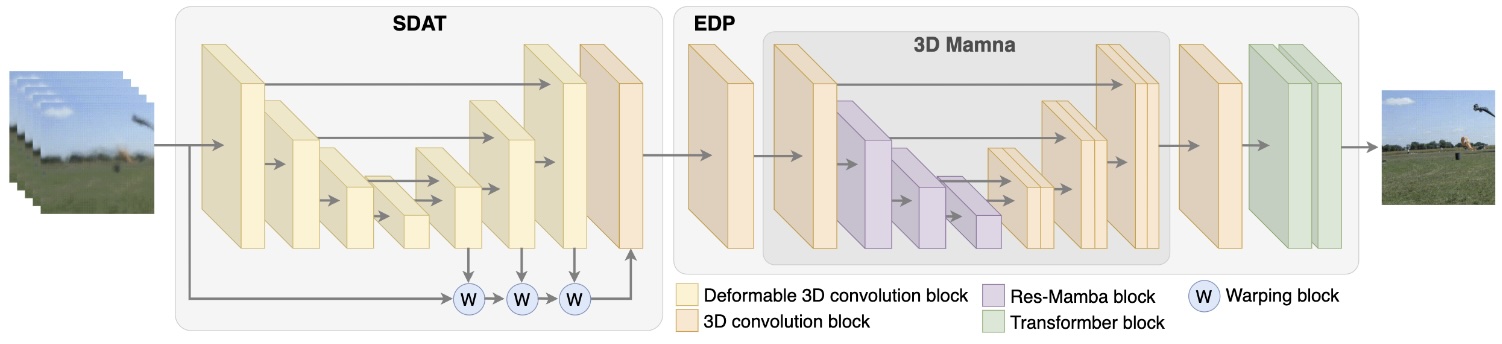 SDAT
EDP
3D Mamna
W W W
Deformable 3D convolution block
3D convolution block
Res-Mamba block
Transformber block
W Warping block